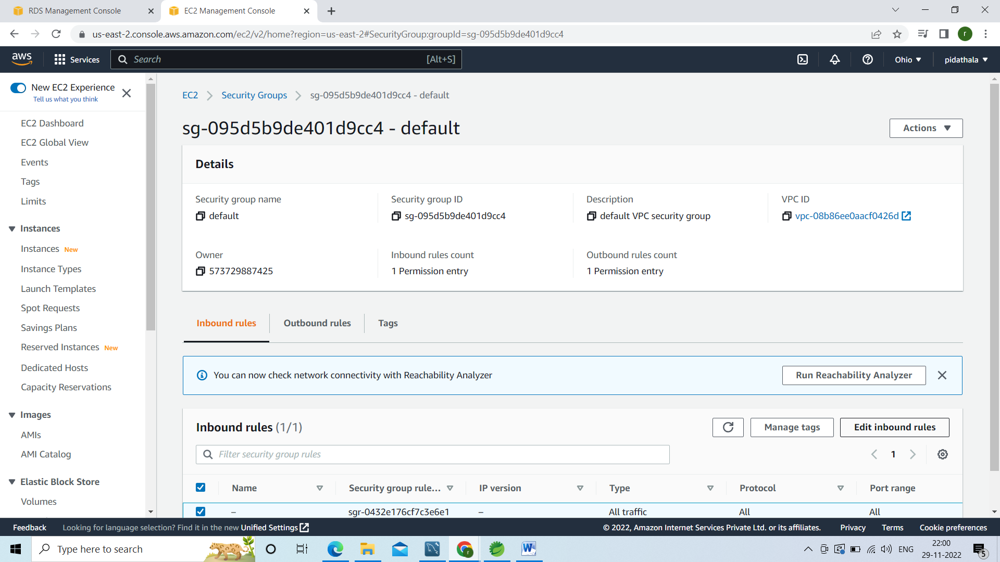 RDS Management Console
EC2 Management Console
us-east-2.console.aws.amazon.com/ec2/v2/home?region=us-east-2#SecurityGroup:groupId=sg-095d5b9de401d9cc4
r
aws
Services
Search
[Alt+S]
Ohio
pidathala
New EC2 Experience
Tell us what you think
EC2 Dashboard
EC2 Global View
Events
Tags
Limits
Instances
Instances New
Instance Types
Launch Templates
Spot Requests
Savings Plans
Reserved Instances New
Dedicated Hosts
Capacity Reservations
Images
AMIs
AMI Catalog
Elastic Block Store
Volumes
EC2 > Security Groups > sg-095d5b9de401d9cc4 - default
sg-095d5b9de401d9cc4 - default
Actions
Details
Security group name
default
Security group ID
sg-095d5b9de401d9cc4
Description
default VPC security group
VPC ID
vpc-08b86ee0aacf0426d
Owner
573729887425
Inbound rules count
1 Permission entry
Outbound rules count
1 Permission entry
Inbound rules
Outbound rules
Tags
You can now check network connectivity with Reachability Analyzer
Run Reachability Analyzer
Inbound rules (1/1)
Manage tags
Edit inbound rules
Filter security group rules
1
Name
Security group rule...
IP version
Type
Protocol
Port range
– sgr-0432e176cf7c3e6e1 – All traffic All All
Feedback
Looking for language selection? Find it in the new Unified Settings
© 2022, Amazon Internet Services Private Ltd. or its affiliates.
Privacy
Terms
Cookie preferences
Type here to search
ENG
22:00
29-11-2022
5